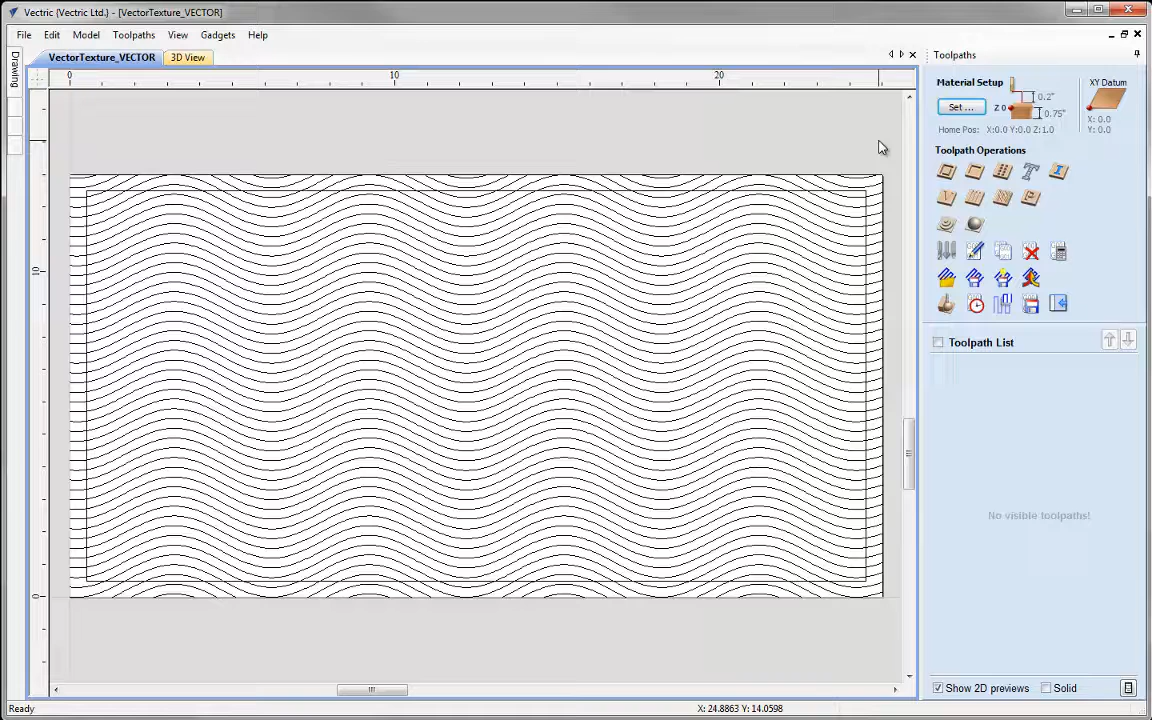 Vectric (Vectric Ltd.) - [VectorTexture_VECTOR]
File Edit Model Toolpaths View Gadgets Help
VectorTexture_VECTOR 3D View
Drawing
0 10 20
10
0
Toolpaths
Material Setup
Set ...
Z 0
0.2"
0.75"
XY Datum
X: 0.0
Y: 0.0
Home Pos: X:0.0 Y:0.0 Z:1.0
Toolpath Operations
Toolpath List
No visible toolpaths!
Show 2D previews Solid
Ready
X: 24.8863 Y: 14.0598